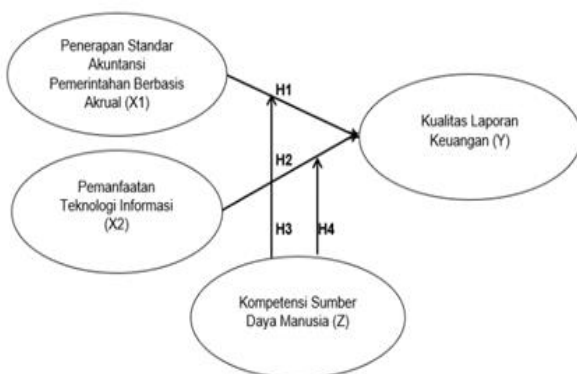 Penerapan Standar
Akuntansi
Pemerintahan Berbasis
Akrual (X1)
H1
Kualitas Laporan
Keuangan (Y)
H2
Pemanfaatan
Teknologi Informasi
(X2)
H3
H4
Kompetensi Sumber
Daya Manusia (Z)